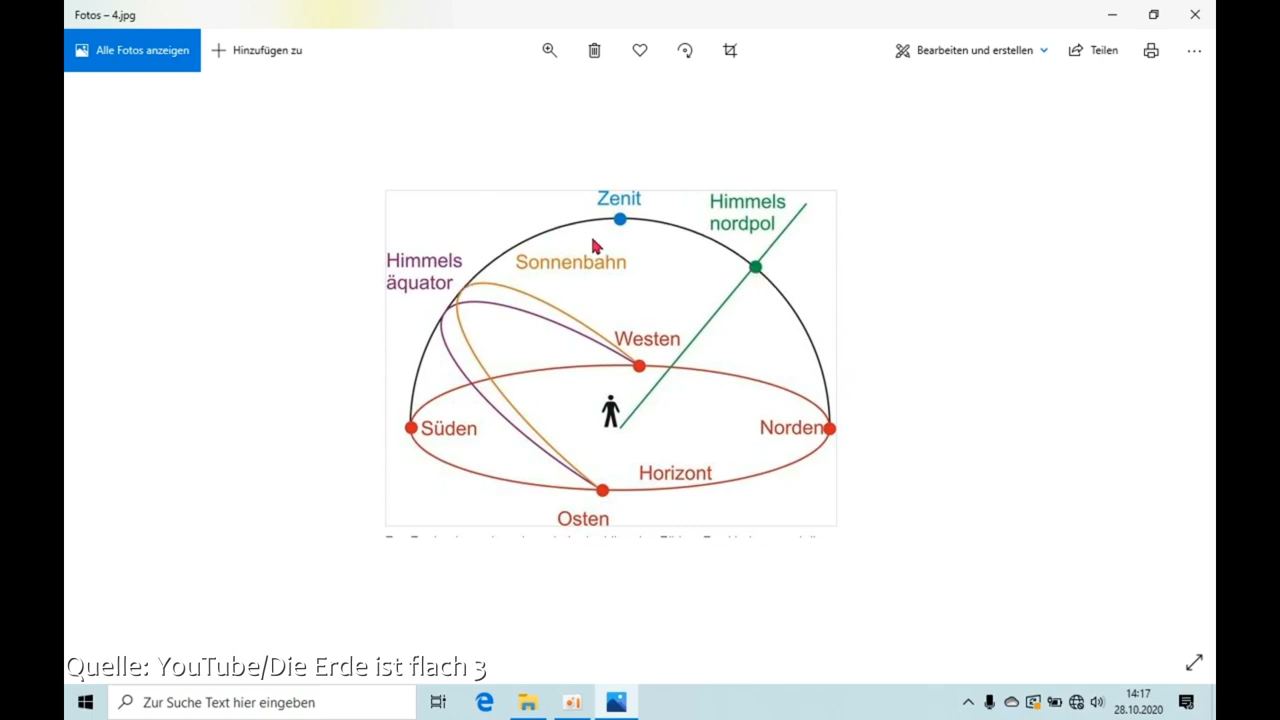 Fotos – 4.jpg
Alle Fotos anzeigen
Hinzufügen zu
Bearbeiten und erstellen
Teilen
Zenit
Himmels
nordpol
Himmels
äquator
Sonnenbahn
Westen
Süden
Norden
Horizont
Osten
Quelle: YouTube/Die Erde ist flach 3
Zur Suche Text hier eingeben
14:17
28.10.2020